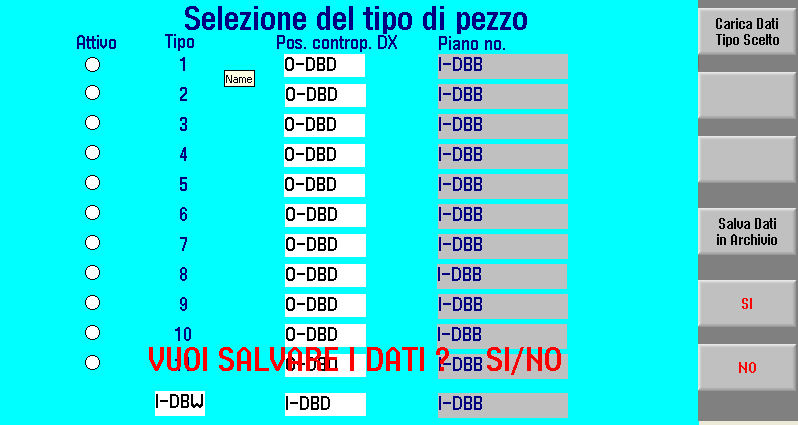 Selezione del tipo di pezzo
Attivo Tipo Pos. controp. DX Piano no.
1 O-DBD I-DBB
Name
2 O-DBD I-DBB
3 O-DBD I-DBB
4 O-DBD I-DBB
5 O-DBD I-DBB
6 O-DBD I-DBB
7 O-DBD I-DBB
8 O-DBD I-DBB
9 O-DBD I-DBB
10 O-DBD I-DBB
VUOI SALVARE I DATI ? SI/NO
11 O-DBD I-DBB
I-DBW I-DBD I-DBB
Carica Dati
Tipo Scelto
Salva Dati
in Archivio
SI
NO